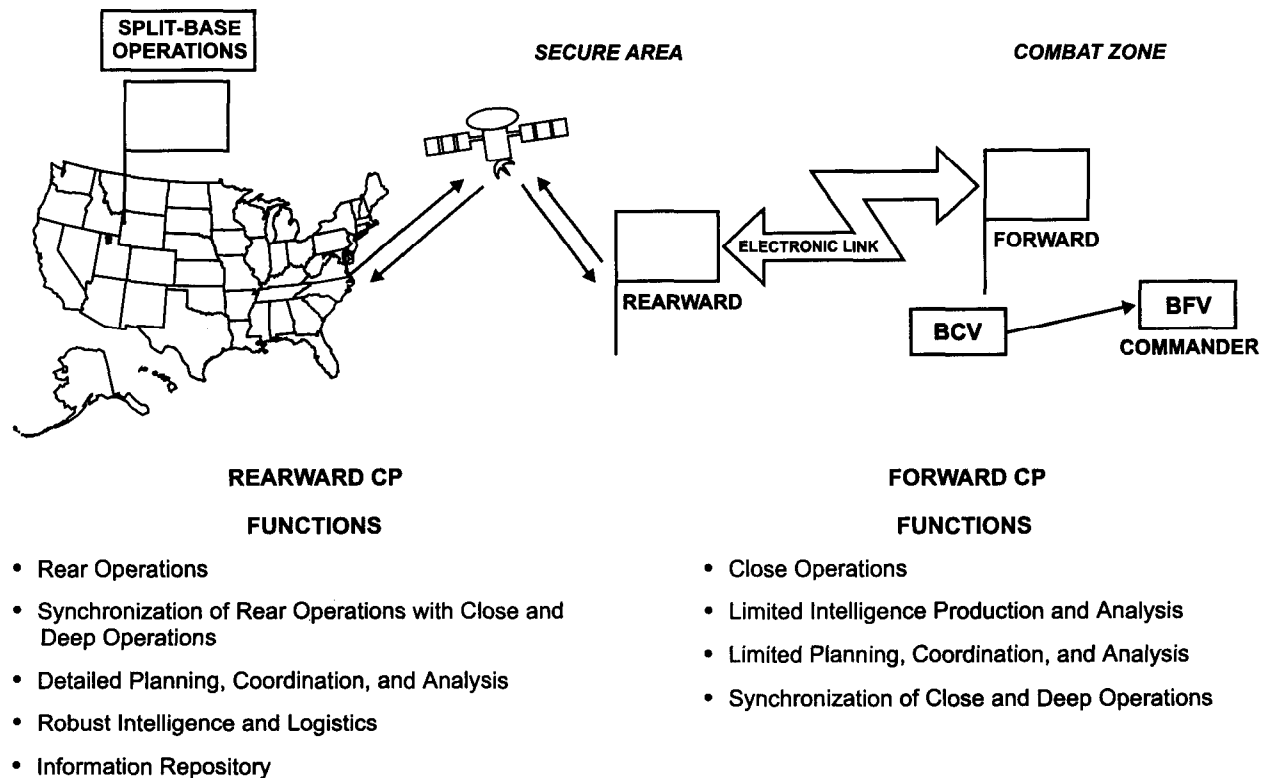 SPLIT-BASE
OPERATIONS
SECURE AREA
COMBAT ZONE
ELECTRONIC LINK
REARWARD
FORWARD
BCV
BFV
COMMANDER
REARWARD CP
FUNCTIONS
• Rear Operations
• Synchronization of Rear Operations with Close and
Deep Operations
• Detailed Planning, Coordination, and Analysis
• Robust Intelligence and Logistics
• Information Repository
FORWARD CP
FUNCTIONS
• Close Operations
• Limited Intelligence Production and Analysis
• Limited Planning, Coordination, and Analysis
• Synchronization of Close and Deep Operations